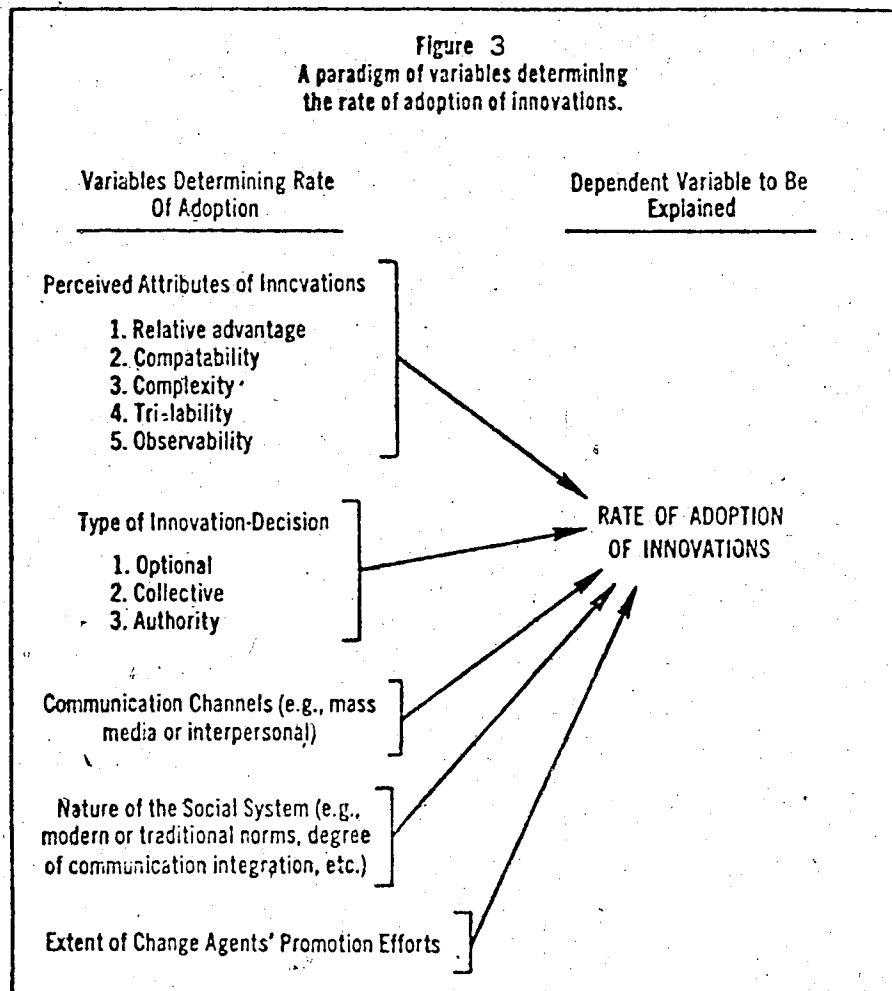 Figure 3
A paradigm of variables determining
the rate of adoption of innovations.
Variables Determining Rate
Of Adoption
Dependent Variable to Be
Explained
Perceived Attributes of Innovations
1. Relative advantage
2. Compatability
3. Complexity
4. Trialability
5. Observability
Type of Innovation-Decision
1. Optional
2. Collective
3. Authority
RATE OF ADOPTION
OF INNOVATIONS
Communication Channels (e.g., mass
media or interpersonal)
Nature of the Social System (e.g.,
modern or traditional norms, degree
of communication integration, etc.)
Extent of Change Agents' Promotion Efforts